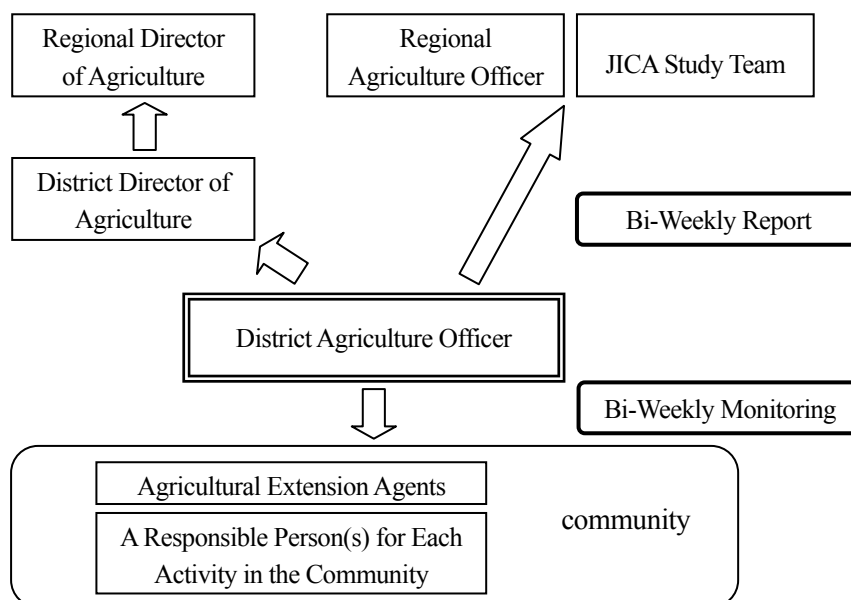 Regional Director
of Agriculture
Regional
Agriculture Officer
JICA Study Team
District Director of
Agriculture
Bi-Weekly Report
District Agriculture Officer
Bi-Weekly Monitoring
Agricultural Extension Agents
community
A Responsible Person(s) for Each
Activity in the Community